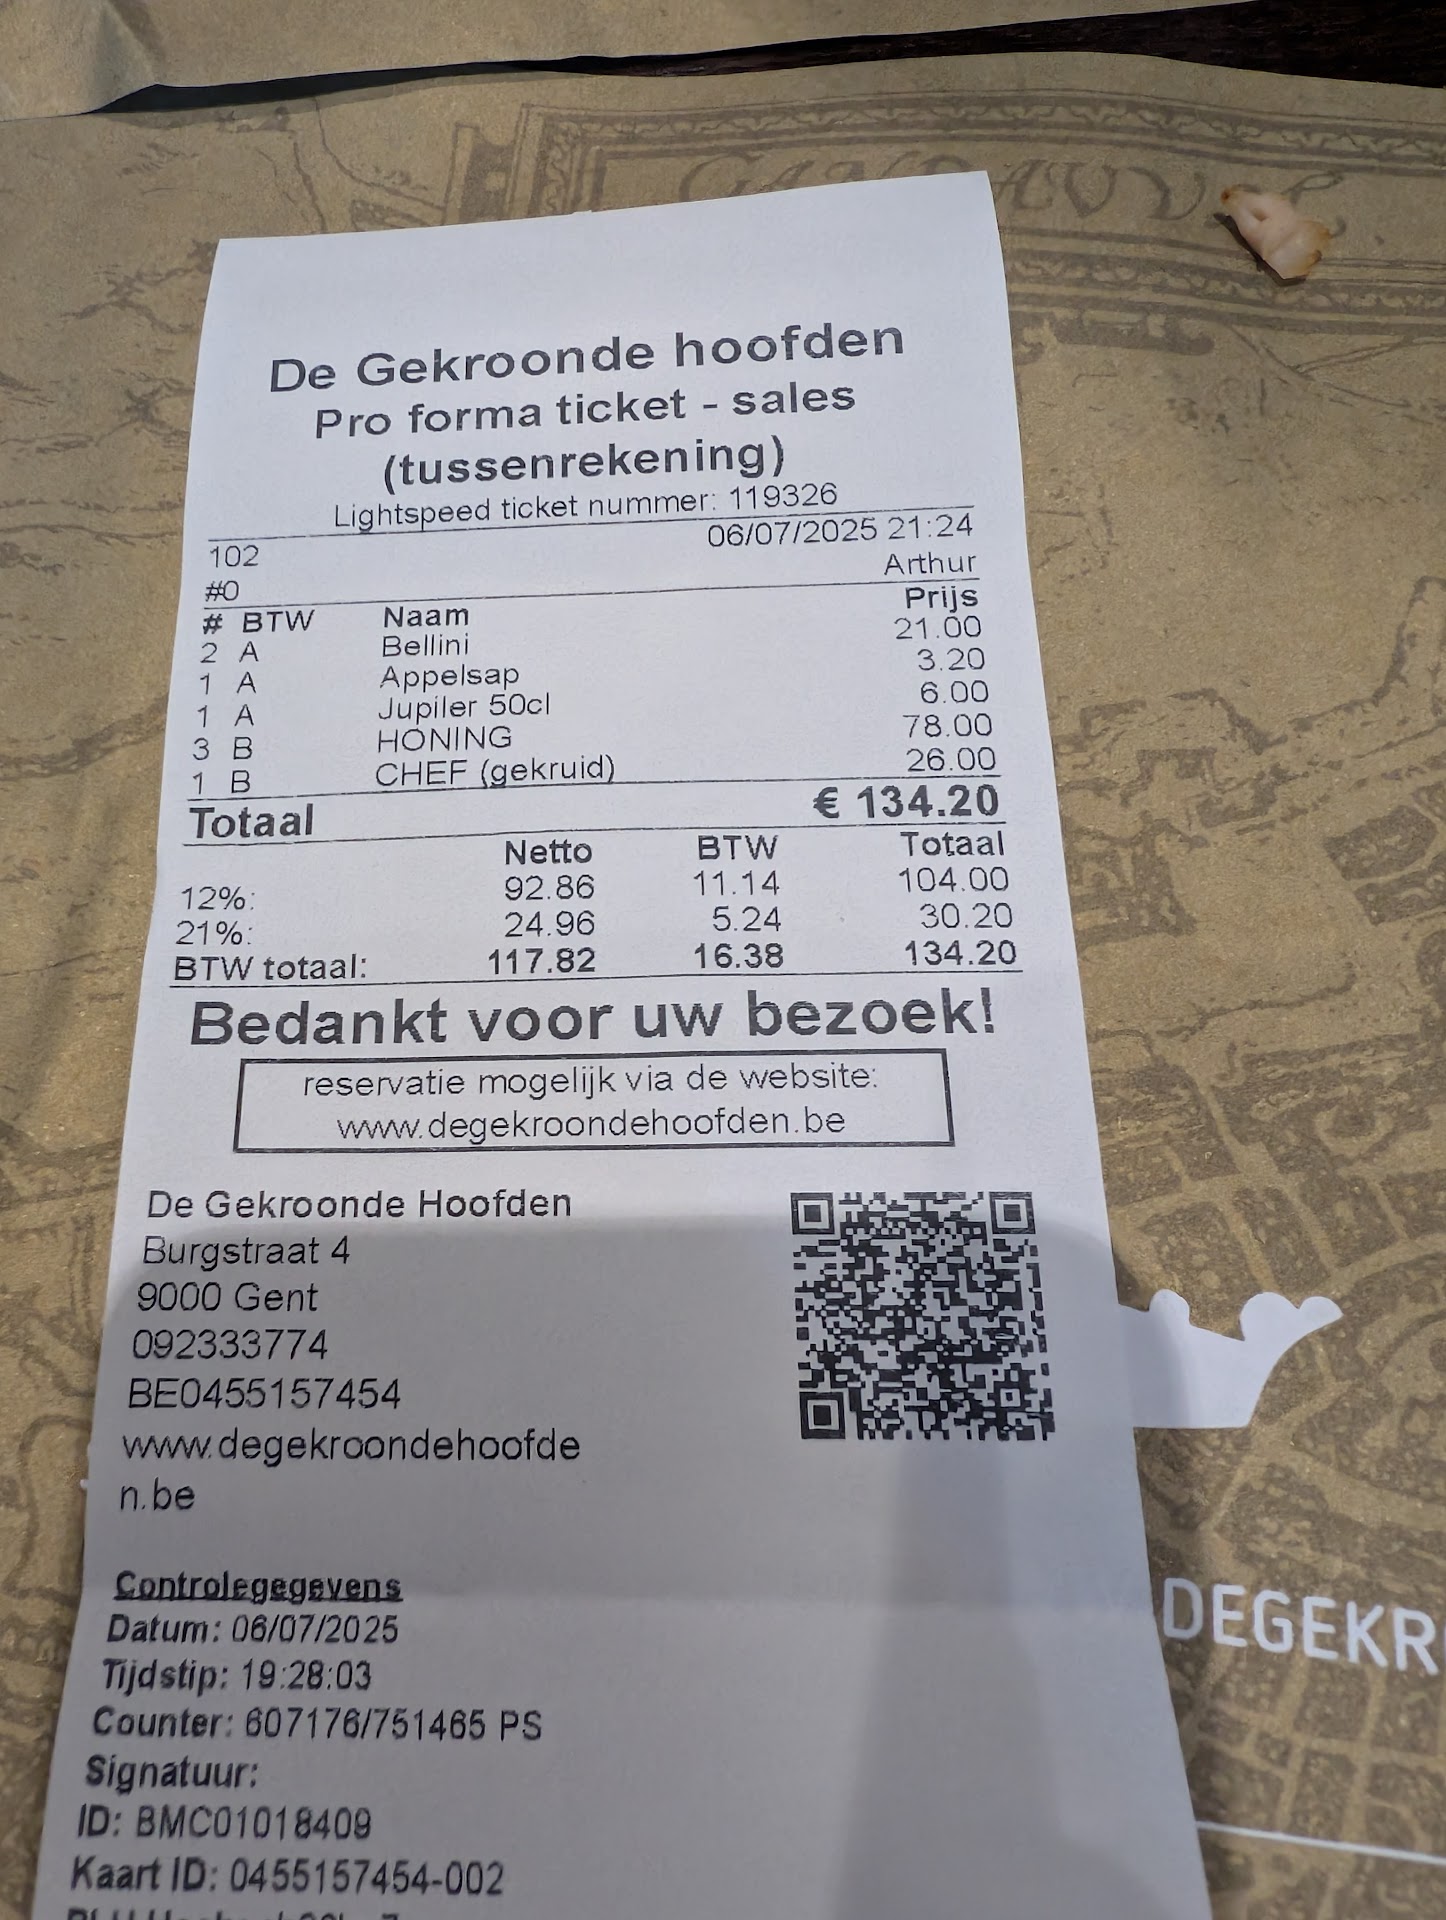 GANDAVV
De Gekroonde hoofden
Pro forma ticket - sales
(tussenrekening)
Lightspeed ticket nummer: 119326
102 06/07/2025 21:24
#0 Arthur
# BTW Naam Prijs
2 A Bellini 21.00
1 A Appelsap 3.20
1 A Jupiler 50cl 6.00
3 B HONING 78.00
1 B CHEF (gekruid) 26.00
Totaal € 134.20
Netto BTW Totaal
12%: 92.86 11.14 104.00
21%: 24.96 5.24 30.20
BTW totaal: 117.82 16.38 134.20
Bedankt voor uw bezoek!
reservatie mogelijk via de website:
www.degekroondehoofden.be
De Gekroonde Hoofden
Burgstraat 4
9000 Gent
092333774
BE0455157454
www.degekroondehoofde
n.be
Controlegegevens
Datum: 06/07/2025
Tijdstip: 19:28:03
Counter: 607176/751465 PS
Signatuur:
ID: BMC01018409
Kaart ID: 0455157454-002
DEGEKR